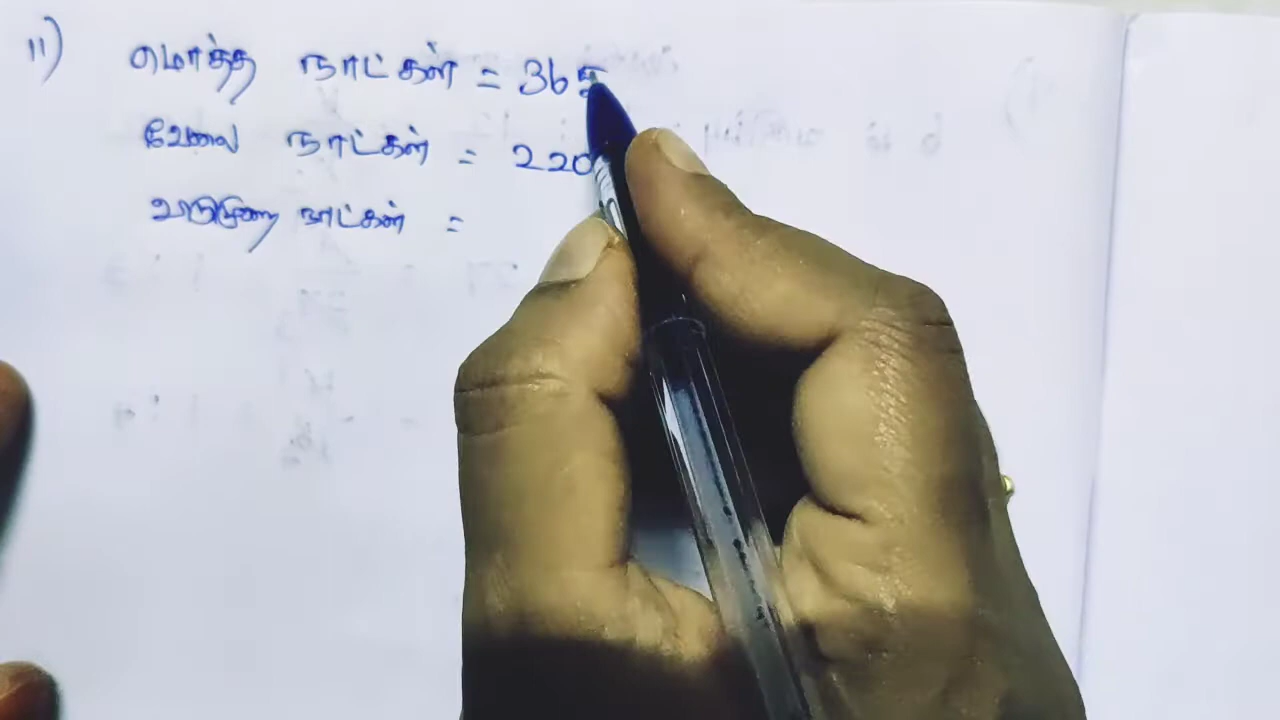 11) மொத்த நாட்கள் = 365
வேலை நாட்கள் = 220
விடுமுறை நாட்கள் =